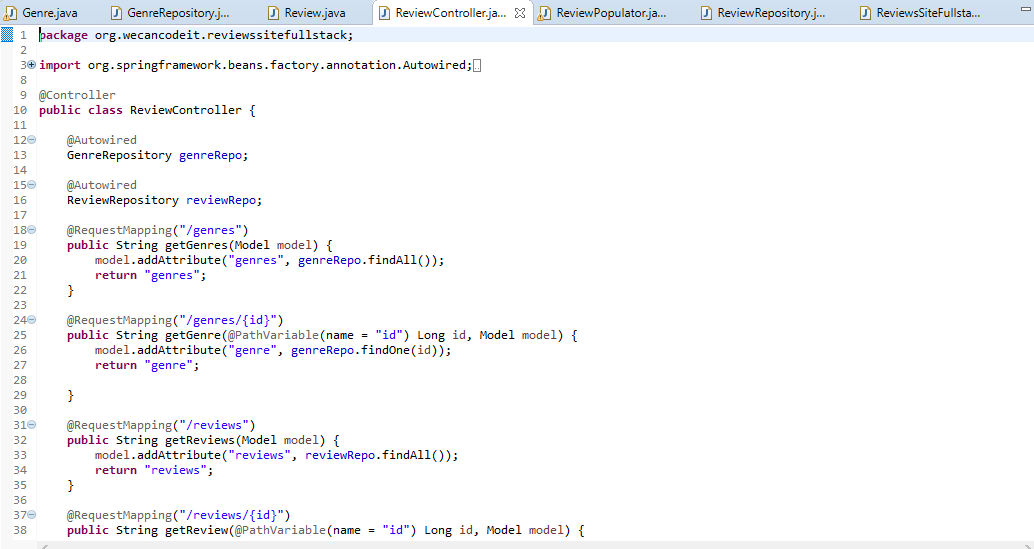 Genre.java GenreRepository.j... Review.java ReviewController.ja... ReviewPopulator.ja... ReviewRepository.j... ReviewsSiteFullsta...
1 package org.wecancodeit.reviewssitefullstack;
2
3 import org.springframework.beans.factory.annotation.Autowired;
8
9 @Controller
10 public class ReviewController {
11
12 @Autowired
13 GenreRepository genreRepo;
14
15 @Autowired
16 ReviewRepository reviewRepo;
17
18 @RequestMapping("/genres")
19 public String getGenres(Model model) {
20 model.addAttribute("genres", genreRepo.findAll());
21 return "genres";
22 }
23
24 @RequestMapping("/genres/{id}")
25 public String getGenre(@PathVariable(name = "id") Long id, Model model) {
26 model.addAttribute("genre", genreRepo.findOne(id));
27 return "genre";
28
29 }
30
31 @RequestMapping("/reviews")
32 public String getReviews(Model model) {
33 model.addAttribute("reviews", reviewRepo.findAll());
34 return "reviews";
35 }
36
37 @RequestMapping("/reviews/{id}")
38 public String getReview(@PathVariable(name = "id") Long id, Model model) {